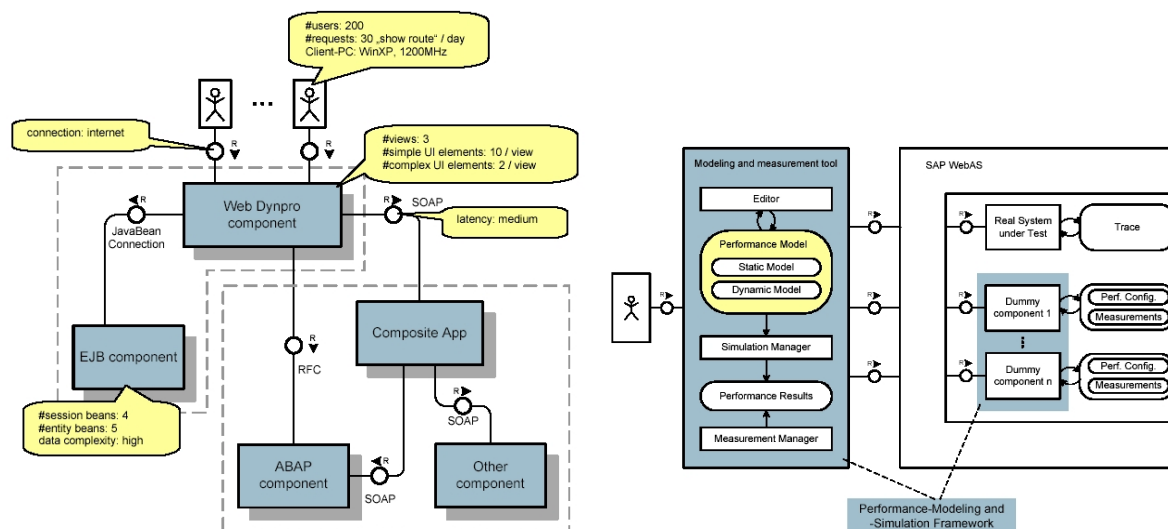 #users: 200
#requests: 30 „show route“ / day
Client-PC: WinXP, 1200MHz
...
connection: internet
R
R
#views: 3
#simple UI elements: 10 / view
#complex UI elements: 2 / view
Web Dynpro
component
R
JavaBean
Connection
R
SOAP
latency: medium
EJB component
R
RFC
Composite App
#session beans: 4
#entity beans: 5
data complexity: high
R
SOAP
ABAP
component
R
SOAP
Other
component
Modeling and measurement tool
Editor
Performance Model
Static Model
Dynamic Model
R
Simulation Manager
Performance Results
Measurement Manager
R
R
R
SAP WebAS
R
Real System
under Test
Trace
R
Dummy
component 1
Perf. Config.
Measurements
...
R
Dummy
component n
Perf. Config.
Measurements
Performance-Modeling and
-Simulation Framework